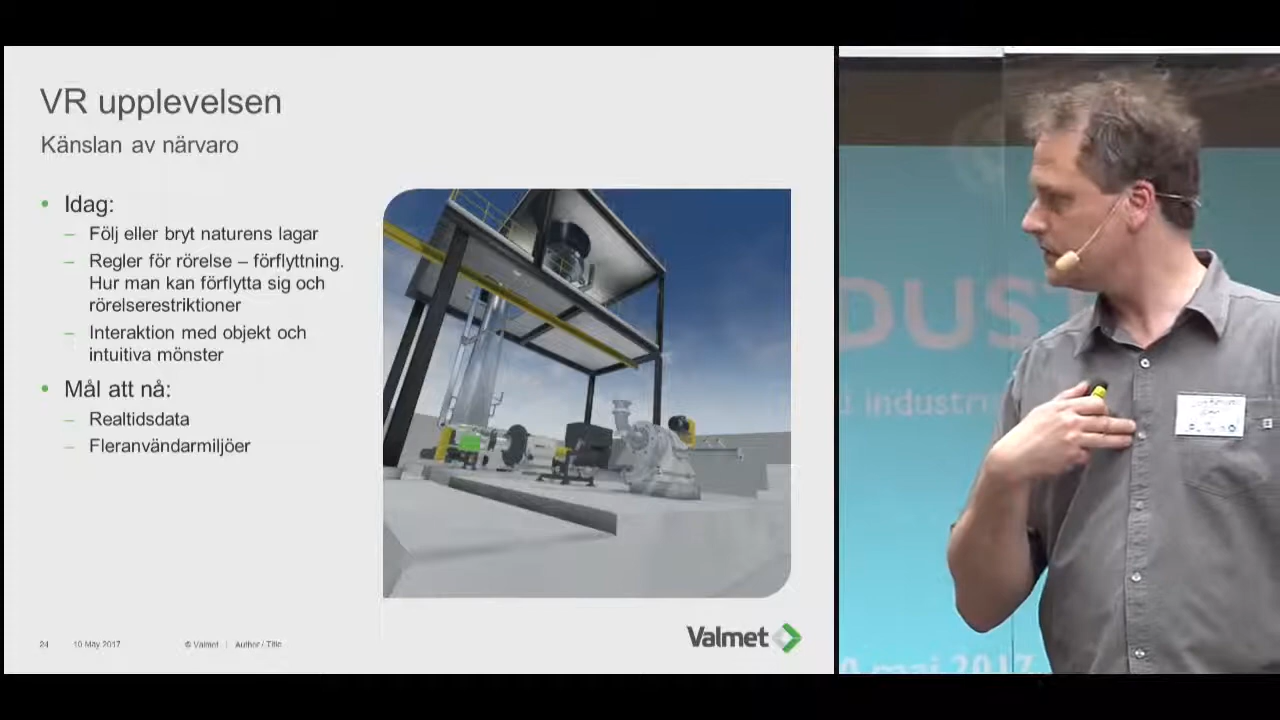 VR upplevelsen
Känslan av närvaro
Idag:
Följ eller bryt naturens lagar
Regler för rörelse – förflyttning.
Hur man kan förflytta sig och
rörelserestriktioner
Interaktion med objekt och
intuitiva mönster
Mål att nå:
Realtidsdata
Fleranvändarmiljöer
24 10 May 2017 © Valmet | Author / Title
Valmet
DUST
industri
maj 2017